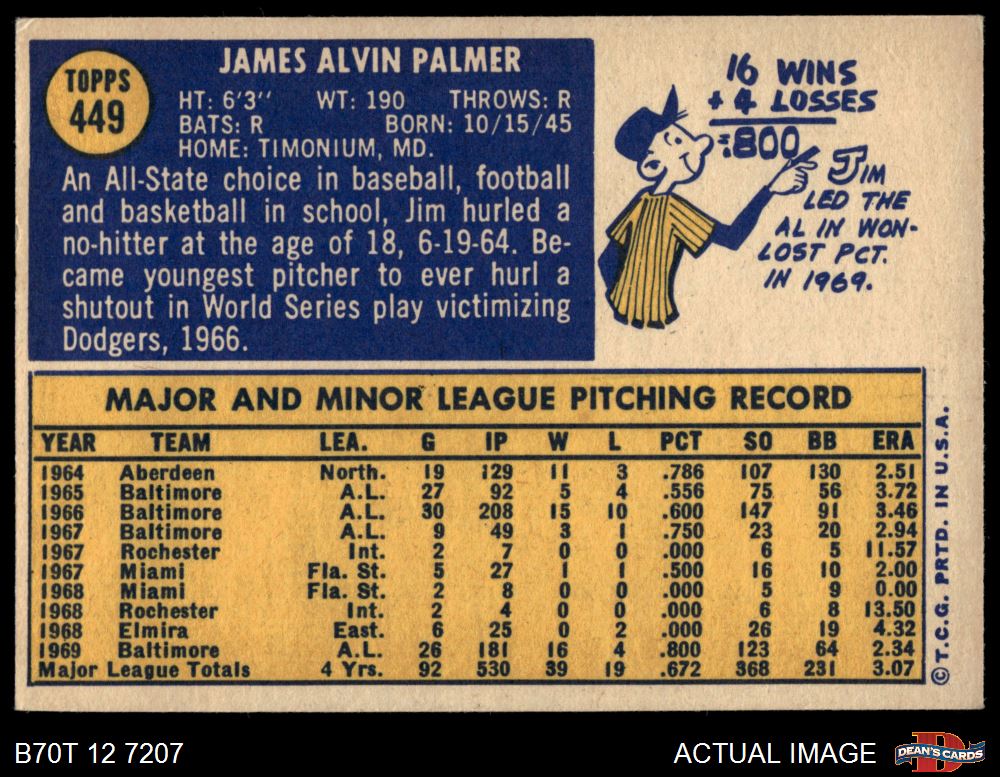 TOPPS
449
JAMES ALVIN PALMER
HT: 6'3" WT: 190 THROWS: R
BATS: R BORN: 10/15/45
HOME: TIMONIUM, MD.
An All-State choice in baseball, football
and basketball in school, Jim hurled a
no-hitter at the age of 18, 6-19-64. Be-
came youngest pitcher to ever hurl a
shutout in World Series play victimizing
Dodgers, 1966.
16 WINS
+ 4 LOSSES
= .800
JIM
LED THE
AL IN WON-
LOST PCT.
IN 1969.
MAJOR AND MINOR LEAGUE PITCHING RECORD
YEAR TEAM LEA. G IP W L PCT SO BB ERA
1964 Aberdeen North. 19 129 11 3 .786 107 130 2.51
1965 Baltimore A.L. 27 92 5 4 .556 75 56 3.72
1966 Baltimore A.L. 30 208 15 10 .600 147 91 3.46
1967 Baltimore A.L. 9 49 3 1 .750 23 20 2.94
1967 Rochester Int. 2 7 0 0 .000 6 5 11.57
1967 Miami Fla. St. 5 27 1 1 .500 16 10 2.00
1968 Miami Fla. St. 2 8 0 0 .000 5 9 0.00
1968 Rochester Int. 2 4 0 0 .000 6 8 13.50
1968 Elmira East. 6 25 0 2 .000 26 19 4.32
1969 Baltimore A.L. 26 181 16 4 .800 123 64 2.34
Major League Totals 4 Yrs. 92 530 39 19 .672 368 231 3.07
© T.C.G. PRTD. IN U.S.A.
B70T 12 7207
ACTUAL IMAGE
DEAN'S CARDS